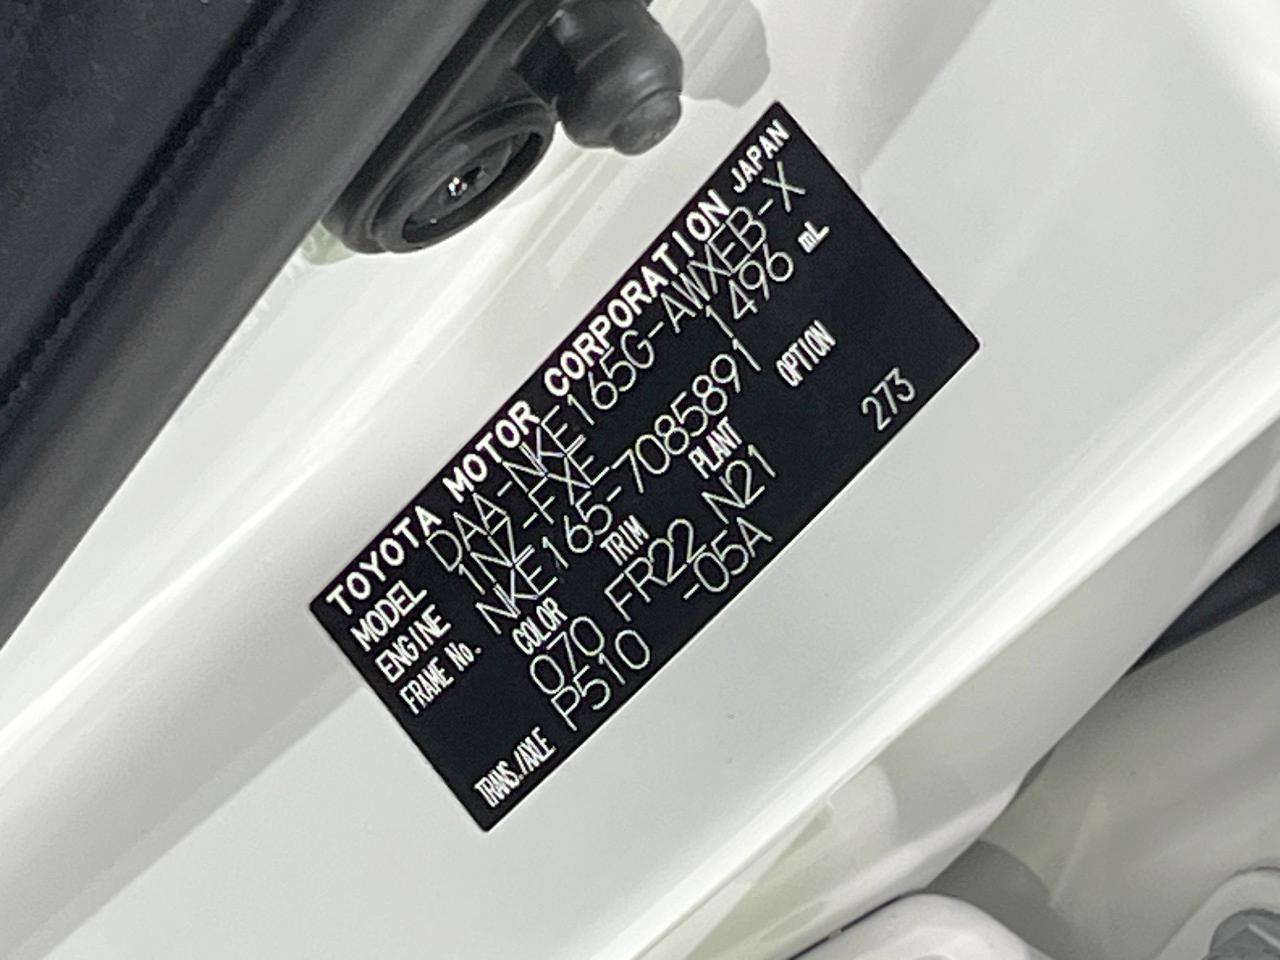 TOYOTA MOTOR CORPORATION JAPAN
MODEL DAA-NKE165G-AWXEB-X
ENGINE 1NZ-FXE 1496 mL
FRAME No. NKE165-7085891
COLOR TRIM PLANT OPTION
070 FR22 N21 273
TRANS./AXLE P510 -05A